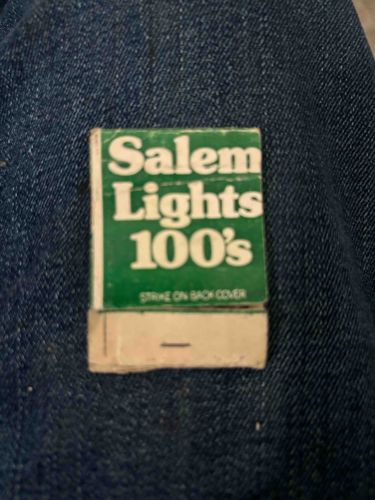 Salem
Lights
100's
STRIKE ON BACK COVER